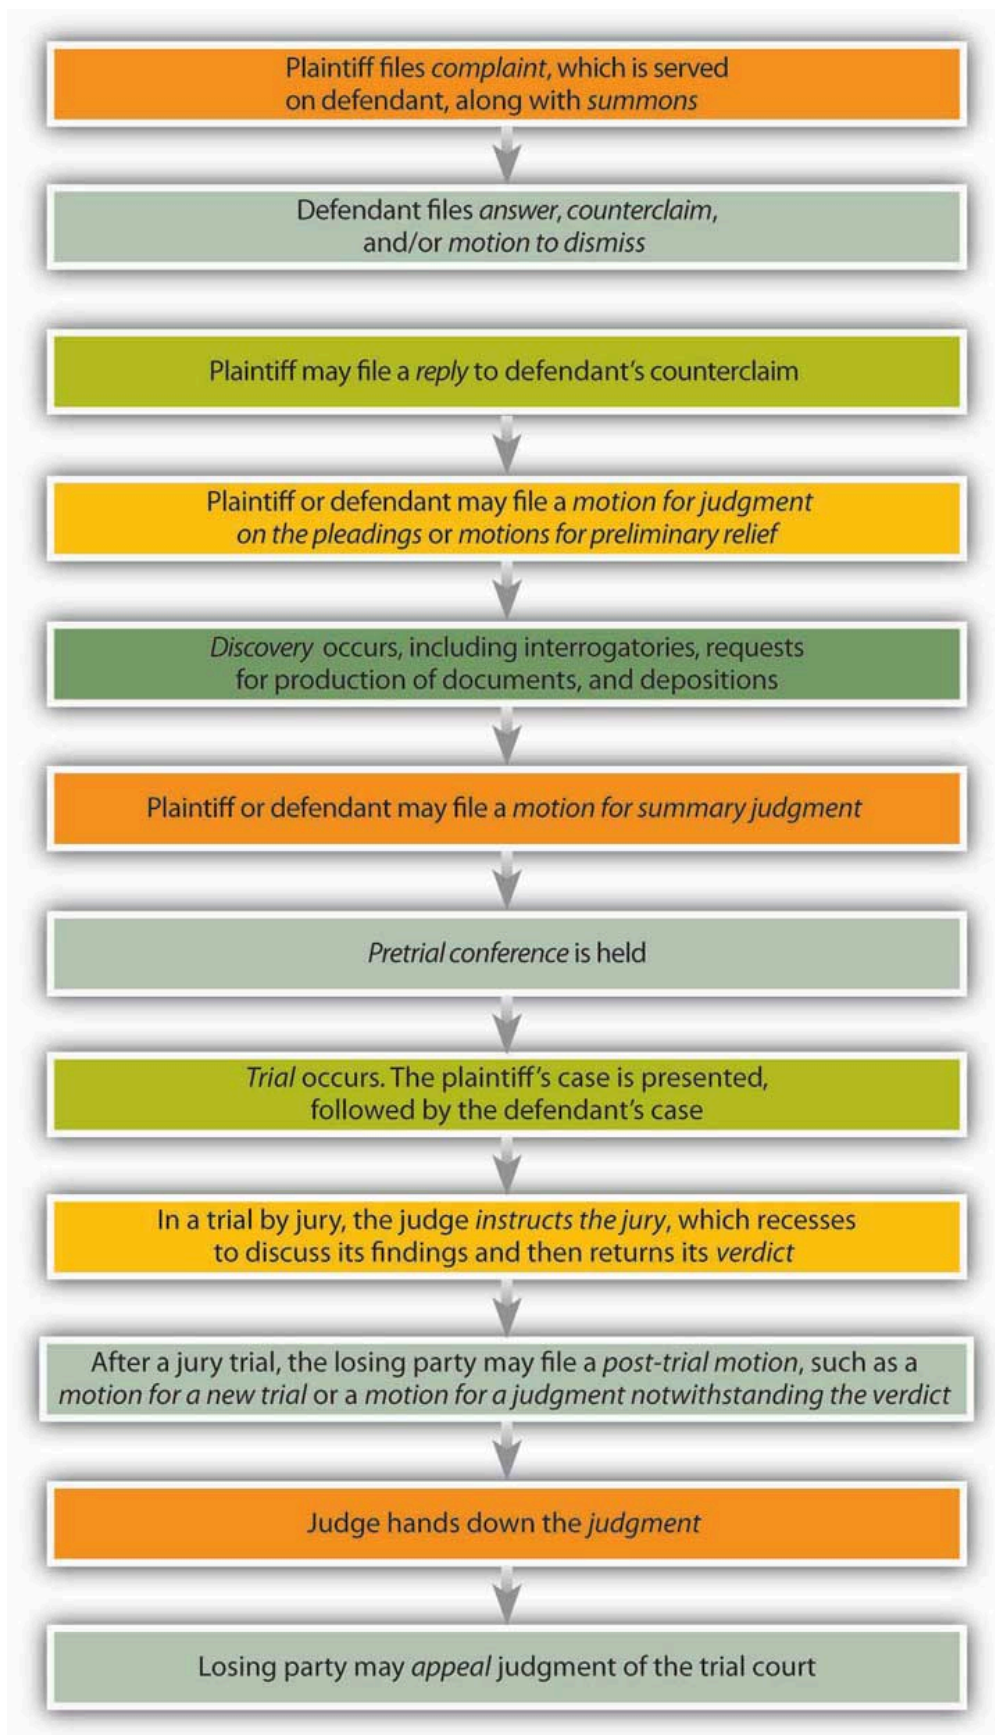 Plaintiff files complaint, which is served
on defendant, along with summons
Defendant files answer, counterclaim,
and/or motion to dismiss
Plaintiff may file a reply to defendant’s counterclaim
Plaintiff or defendant may file a motion for judgment
on the pleadings or motions for preliminary relief
Discovery occurs, including interrogatories, requests
for production of documents, and depositions
Plaintiff or defendant may file a motion for summary judgment
Pretrial conference is held
Trial occurs. The plaintiff’s case is presented,
followed by the defendant’s case
In a trial by jury, the judge instructs the jury, which recesses
to discuss its findings and then returns its verdict
After a jury trial, the losing party may file a post-trial motion, such as a
motion for a new trial or a motion for a judgment notwithstanding the verdict
Judge hands down the judgment
Losing party may appeal judgment of the trial court